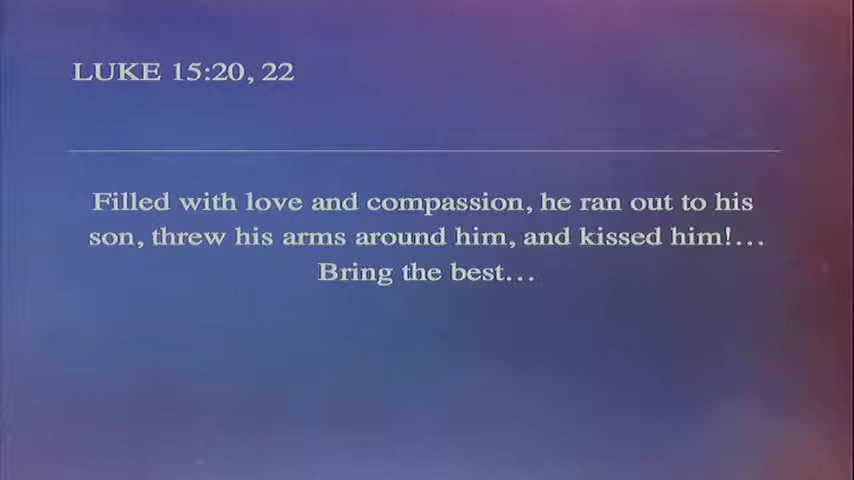 LUKE 15:20, 22
Filled with love and compassion, he ran out to his
son, threw his arms around him, and kissed him!…
Bring the best…